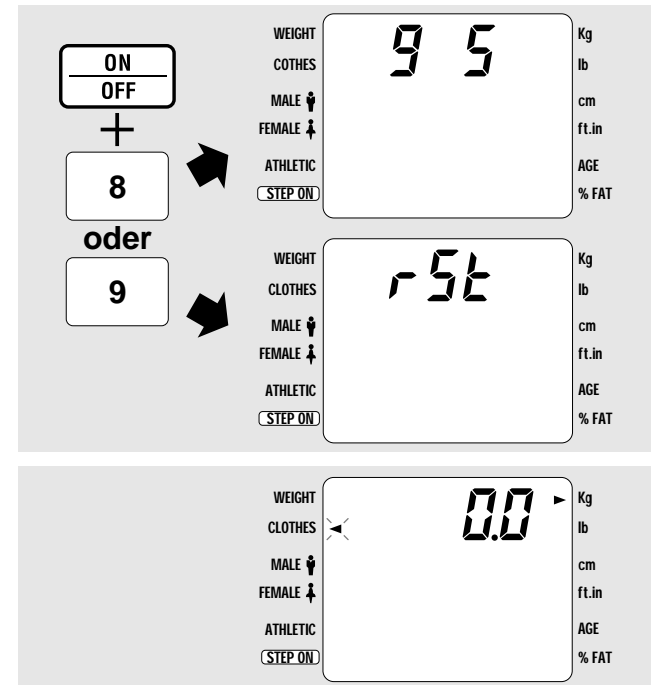 ON
OFF
+
8
oder
9
WEIGHT 9 5 Kg
COTHES lb
MALE cm
FEMALE ft.in
ATHLETIC AGE
STEP ON % FAT
WEIGHT rSt Kg
CLOTHES lb
MALE cm
FEMALE ft.in
ATHLETIC AGE
STEP ON % FAT
WEIGHT 0.0 Kg
CLOTHES lb
MALE cm
FEMALE ft.in
ATHLETIC AGE
STEP ON % FAT